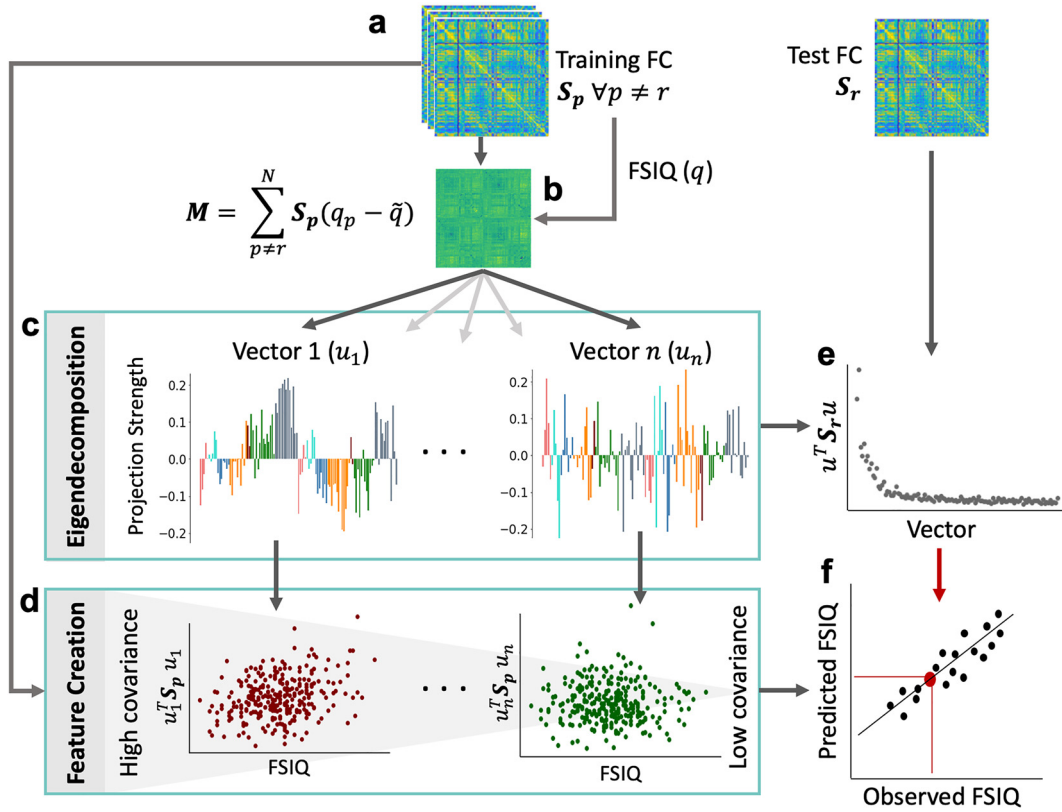 a
Training FC
S_p ∀p ≠ r
Test FC
S_r
b
FSIQ (q)
M = ∑_{p≠r}^{N} S_p(q_p − q̃)
c
Eigendecomposition
Vector 1 (u_1)
Projection Strength
0.2
0.1
0.0
−0.1
−0.2
· · ·
Vector n (u_n)
0.2
0.1
0.0
−0.1
−0.2
d
Feature Creation
High covariance
u_1^T S_p u_1
FSIQ
· · ·
u_n^T S_p u_n
FSIQ
Low covariance
e
u^T S_r u
Vector
f
Predicted FSIQ
Observed FSIQ